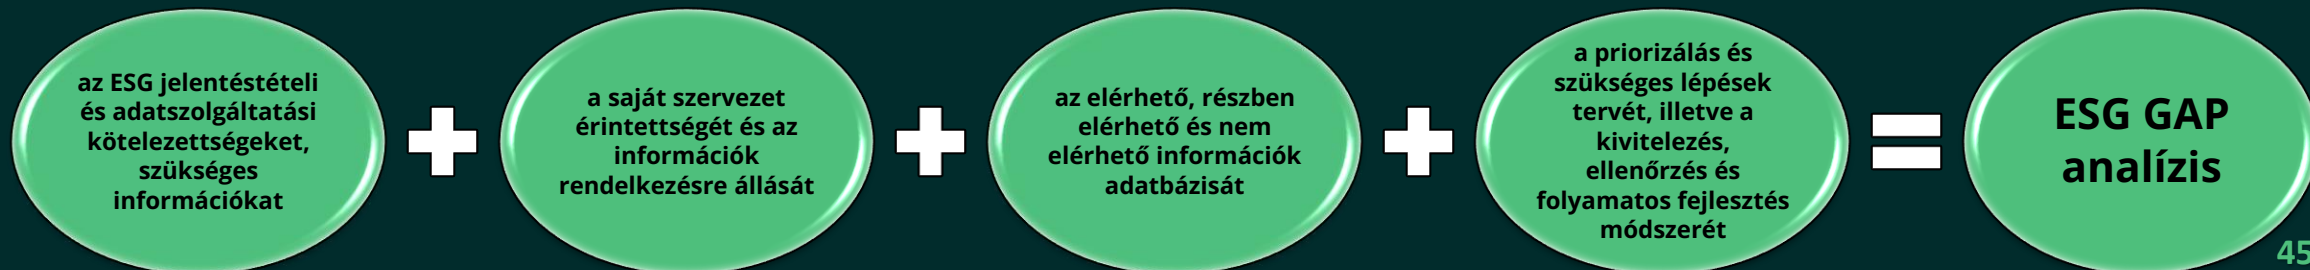 az ESG jelentéstételi
és adatszolgáltatási
kötelezettségeket,
szükséges
információkat
a saját szervezet
érintettségét és az
információk
rendelkezésre állását
az elérhető, részben
elérhető és nem
elérhető információk
adatbázisát
a priorizálás és
szükséges lépések
tervét, illetve a
kivitelezés,
ellenőrzés és
folyamatos fejlesztés
módszerét
ESG GAP
analízis
45